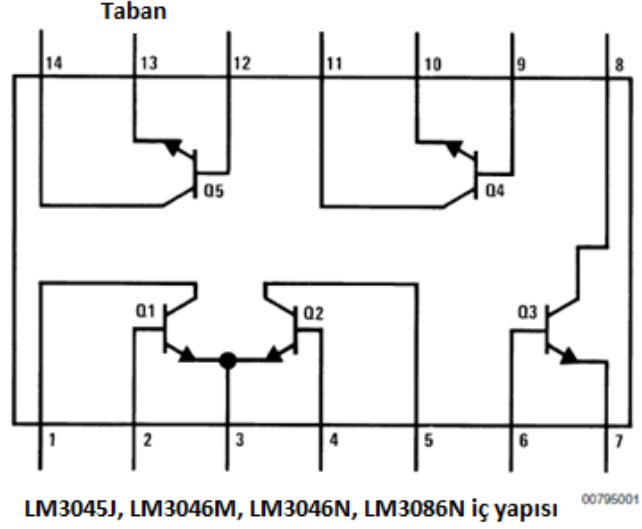 Taban
14 13 12 11 10 9 8
Q5 Q4
Q1 Q2 Q3
1 2 3 4 5 6 7
00795001
LM3045J, LM3046M, LM3046N, LM3086N iç yapısı